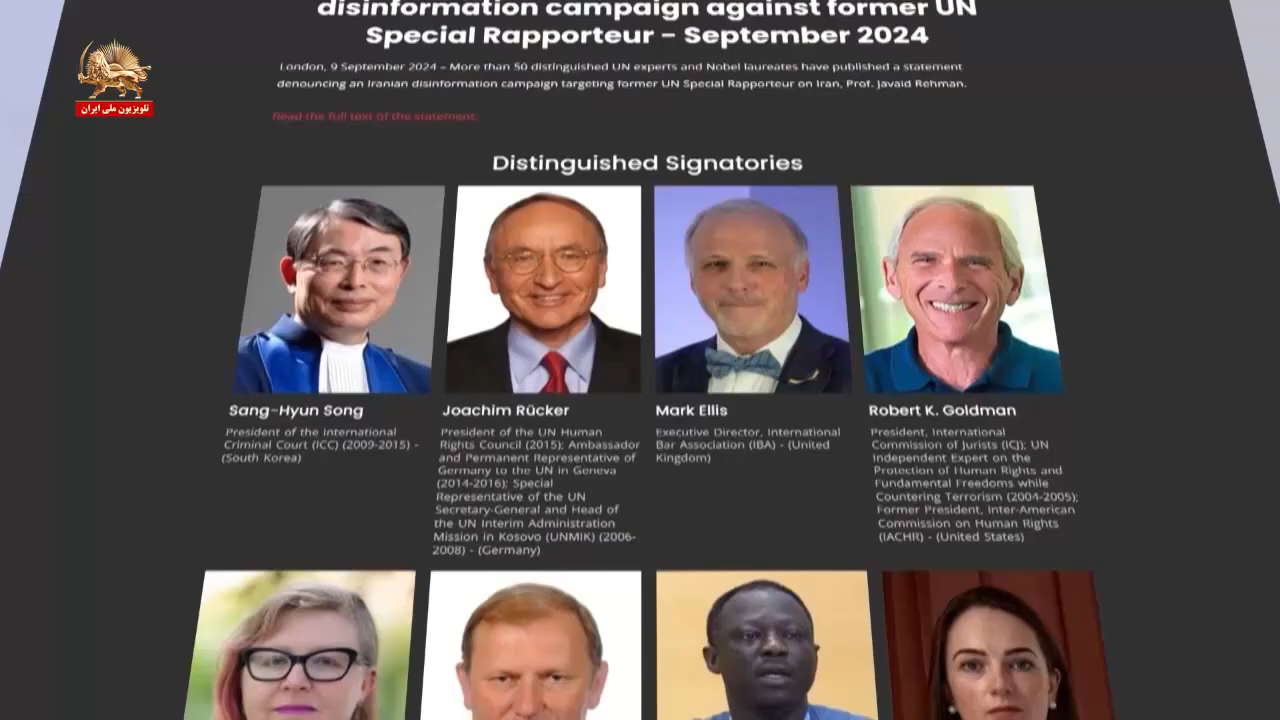 disinformation campaign against former UN
Special Rapporteur – September 2024
London, 9 September 2024 – More than 50 distinguished UN experts and Nobel laureates have published a statement
denouncing an Iranian disinformation campaign targeting former UN Special Rapporteur on Iran, Prof. Javaid Rehman.
تلویزیون ملی ایران
Read the full text of the statement.
Distinguished Signatories
Sang-Hyun Song
President of the International
Criminal Court (ICC) (2009-2015) -
(South Korea)
Joachim Rücker
President of the UN Human
Rights Council (2015); Ambassador
and Permanent Representative of
Germany to the UN in Geneva
(2014-2016); Special
Representative of the UN
Secretary-General and Head of
the UN Interim Administration
Mission in Kosovo (UNMIK) (2006-
2008) - (Germany)
Mark Ellis
Executive Director, International
Bar Association (IBA) - (United
Kingdom)
Robert K. Goldman
President, International
Commission of Jurists (ICJ); UN
Independent Expert on the
Protection of Human Rights and
Fundamental Freedoms while
Countering Terrorism (2004-2005);
Former President, Inter-American
Commission on Human Rights
(IACHR) - (United States)